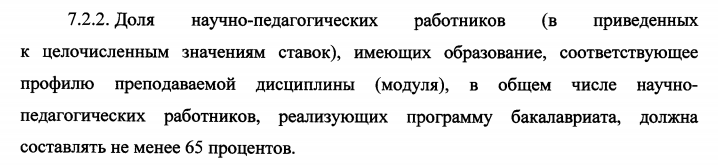 7.2.2. Доля научно-педагогических работников (в приведенных
к целочисленным значениям ставок), имеющих образование, соответствующее
профилю преподаваемой дисциплины (модуля), в общем числе научно-
педагогических работников, реализующих программу бакалавриата, должна
составлять не менее 65 процентов.